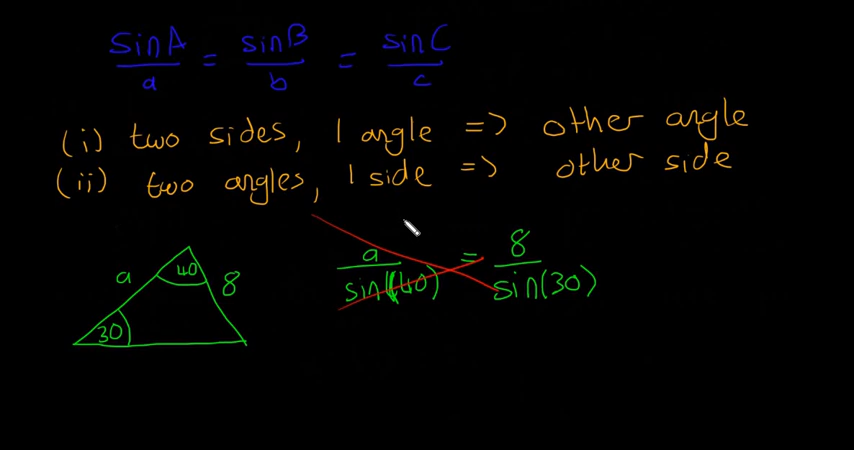 sinA/a = sinB/b = sinC/c
(i) two sides, 1 angle => other angle
(ii) two angles, 1 side => other side
a/sin(40) = 8/sin(30)
a 40 8
30